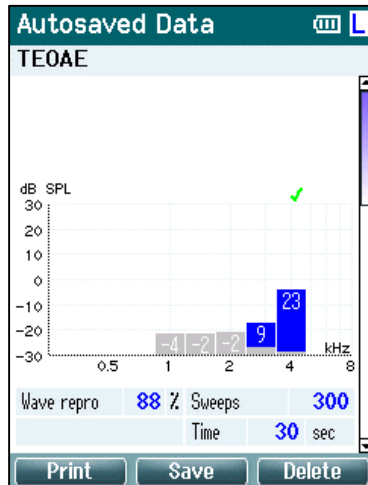 Autosaved Data L
TEOAE
dB SPL
30
20
10
0
-10
-20
-30
-4 -2 -2 9 23
kHz
0.5 1 2 4 8
Wave repro 88 % Sweeps 300
Time 30 sec
Print Save Delete